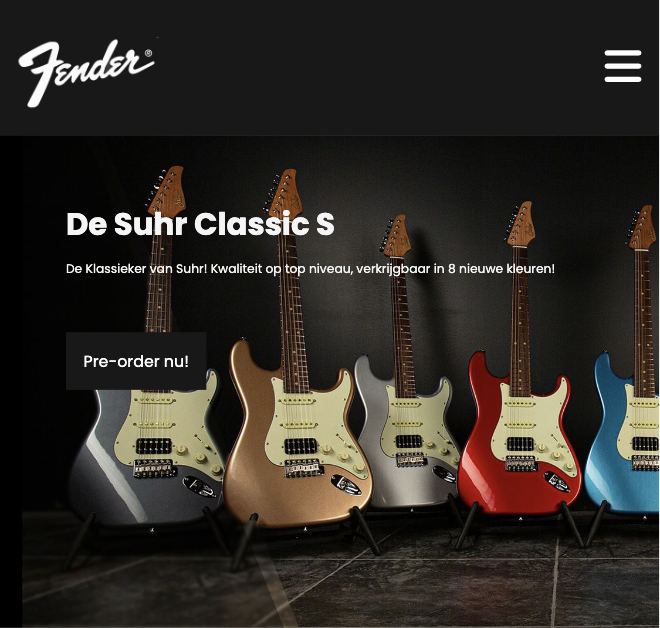 Fender®
De Suhr Classic S
De Klassieker van Suhr! Kwaliteit op top niveau, verkrijgbaar in 8 nieuwe kleuren!
Pre-order nu!